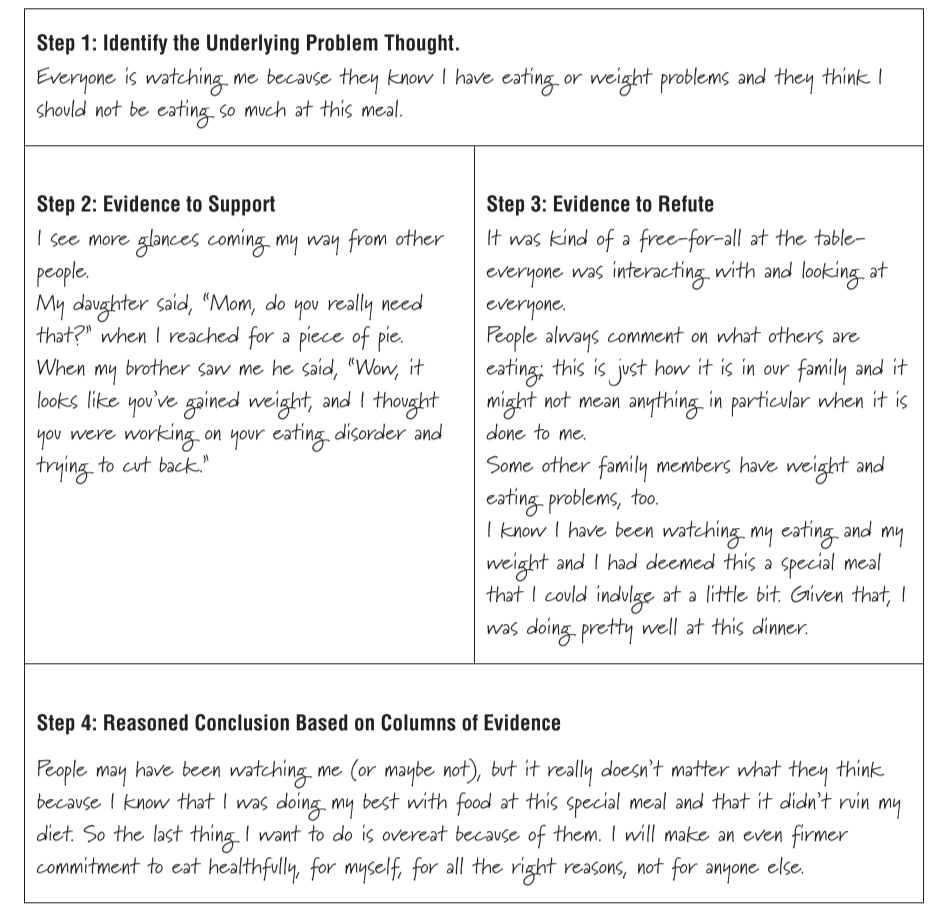 Step 1: Identify the Underlying Problem Thought.
Everyone is watching me because they know I have eating or weight problems and they think I
should not be eating so much at this meal.
Step 2: Evidence to Support
I see more glances coming my way from other
people.
My daughter said, "Mom, do you really need
that?" when I reached for a piece of pie.
When my brother saw me he said, "Wow, it
looks like you've gained weight, and I thought
you were working on your eating disorder and
trying to cut back."
Step 3: Evidence to Refute
It was kind of a free-for-all at the table-
everyone was interacting with and looking at
everyone.
People always comment on what others are
eating; this is just how it is in our family and it
might not mean anything in particular when it is
done to me.
Some other family members have weight and
eating problems, too.
I know I have been watching my eating and my
weight and I had deemed this a special meal
that I could indulge at a little bit. Given that, I
was doing pretty well at this dinner.
Step 4: Reasoned Conclusion Based on Columns of Evidence
People may have been watching me (or maybe not), but it really doesn't matter what they think
because I know that I was doing my best with food at this special meal and that it didn't ruin my
diet. So the last thing I want to do is overeat because of them. I will make an even firmer
commitment to eat healthfully, for myself, for all the right reasons, not for anyone else.